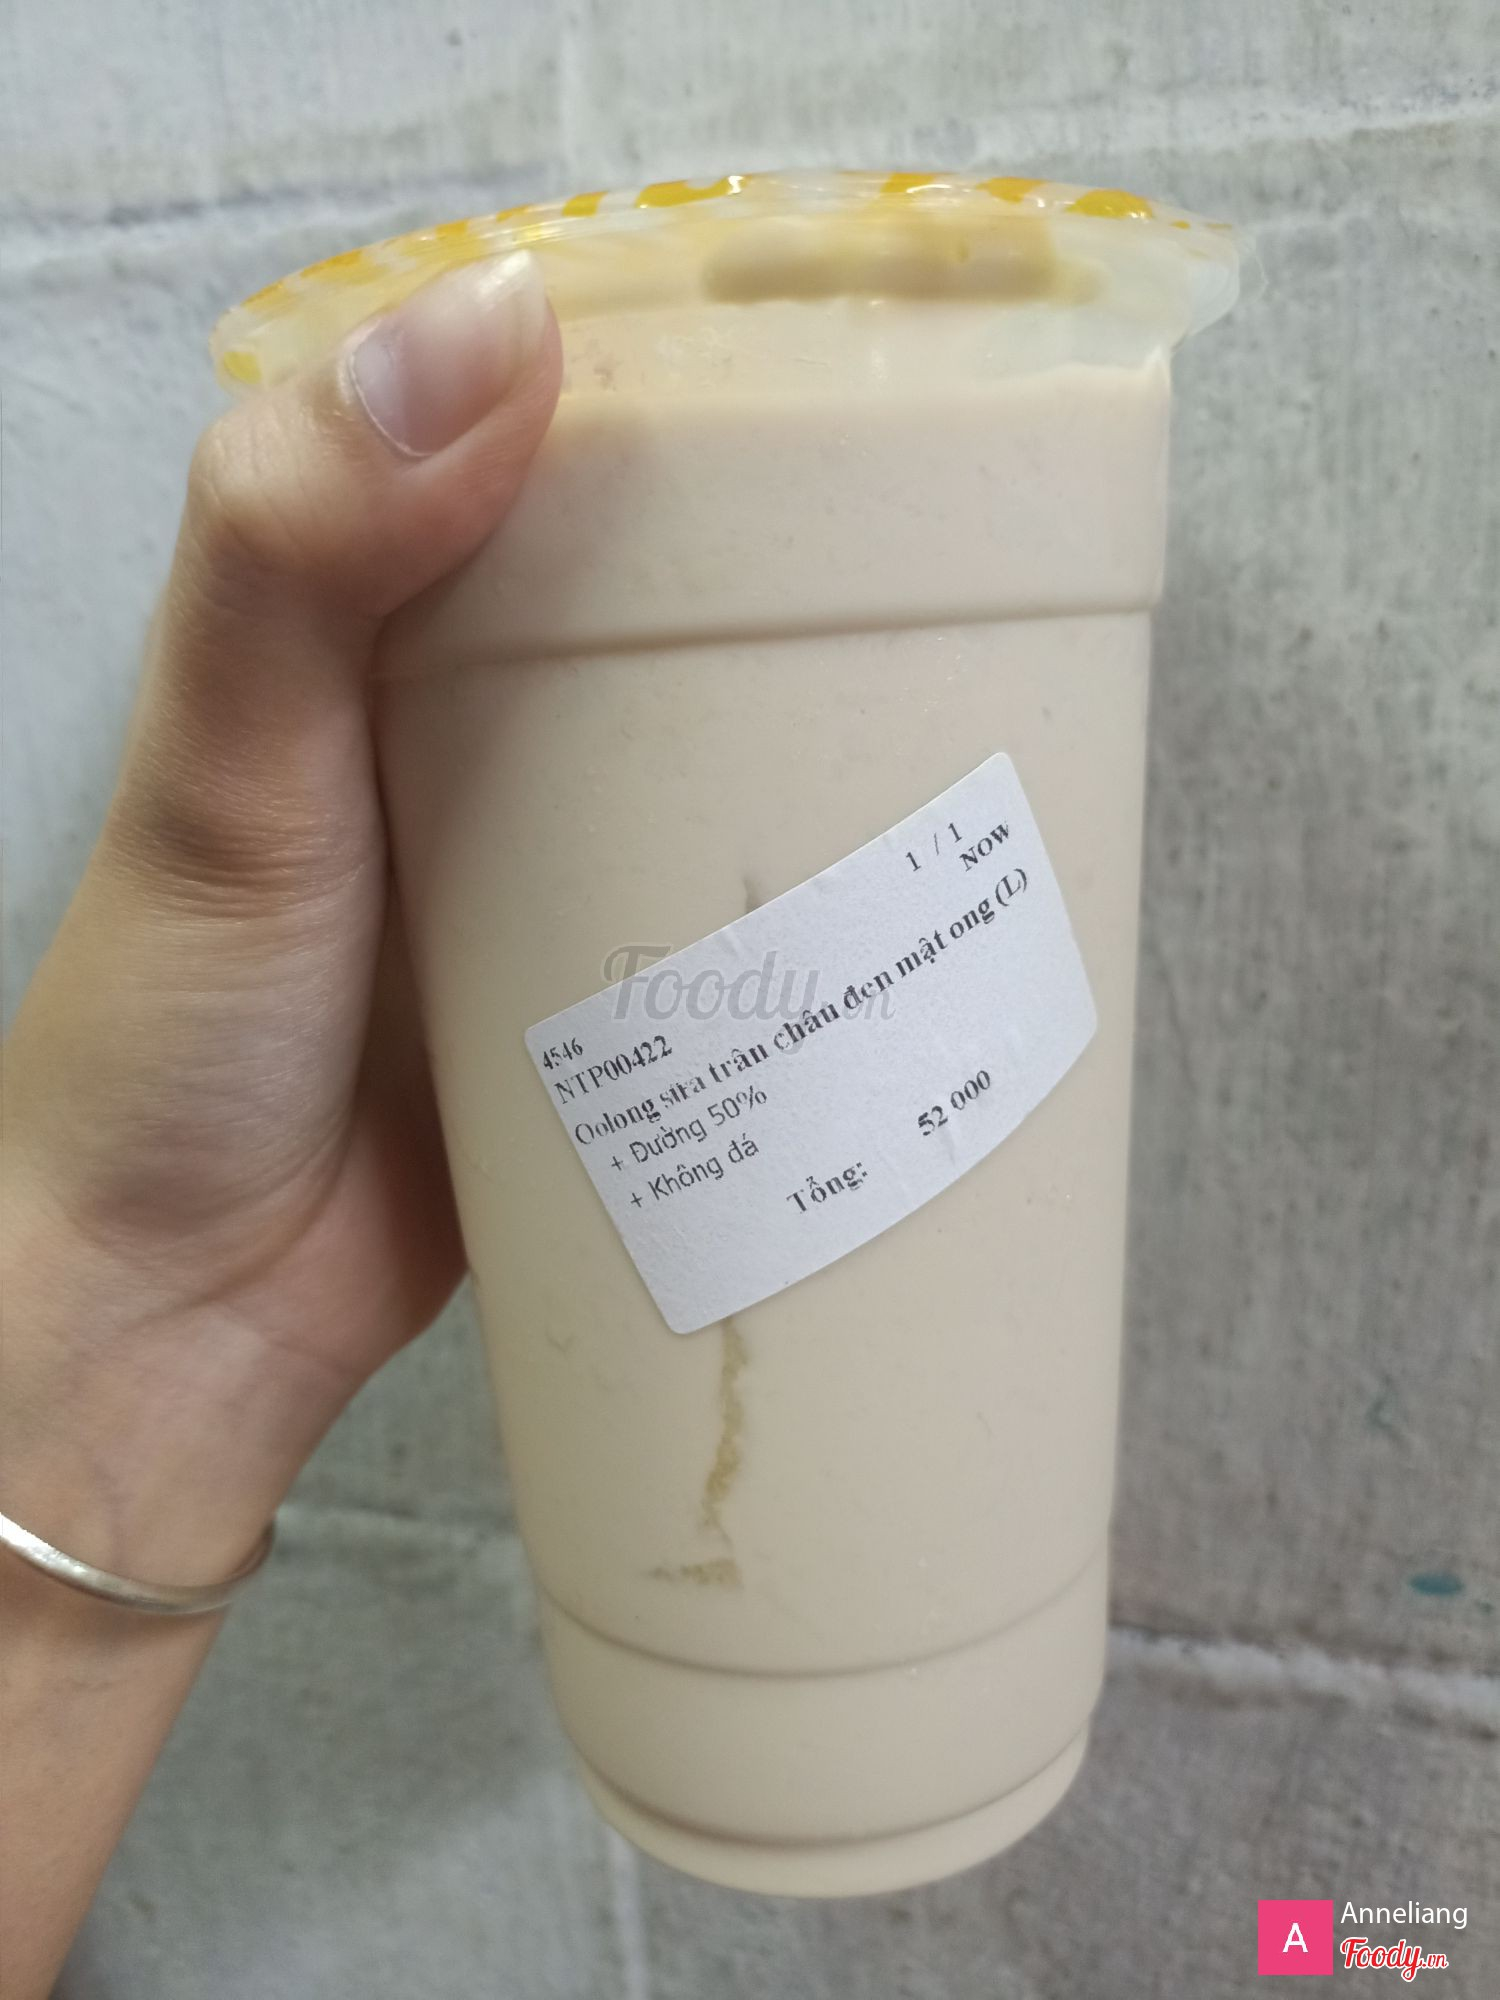 1 / 1
NOW
4546
NTP00422
Oolong sữa trân châu đen mật ong (L)
+ Đường 50%
+ Không đá
Tổng: 52 000
Foody.vn
A
Anneliang
Foody.vn